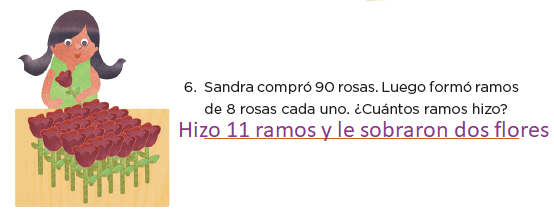 6. Sandra compró 90 rosas. Luego formó ramos
de 8 rosas cada uno. ¿Cuántos ramos hizo?
Hizo 11 ramos y le sobraron dos flores